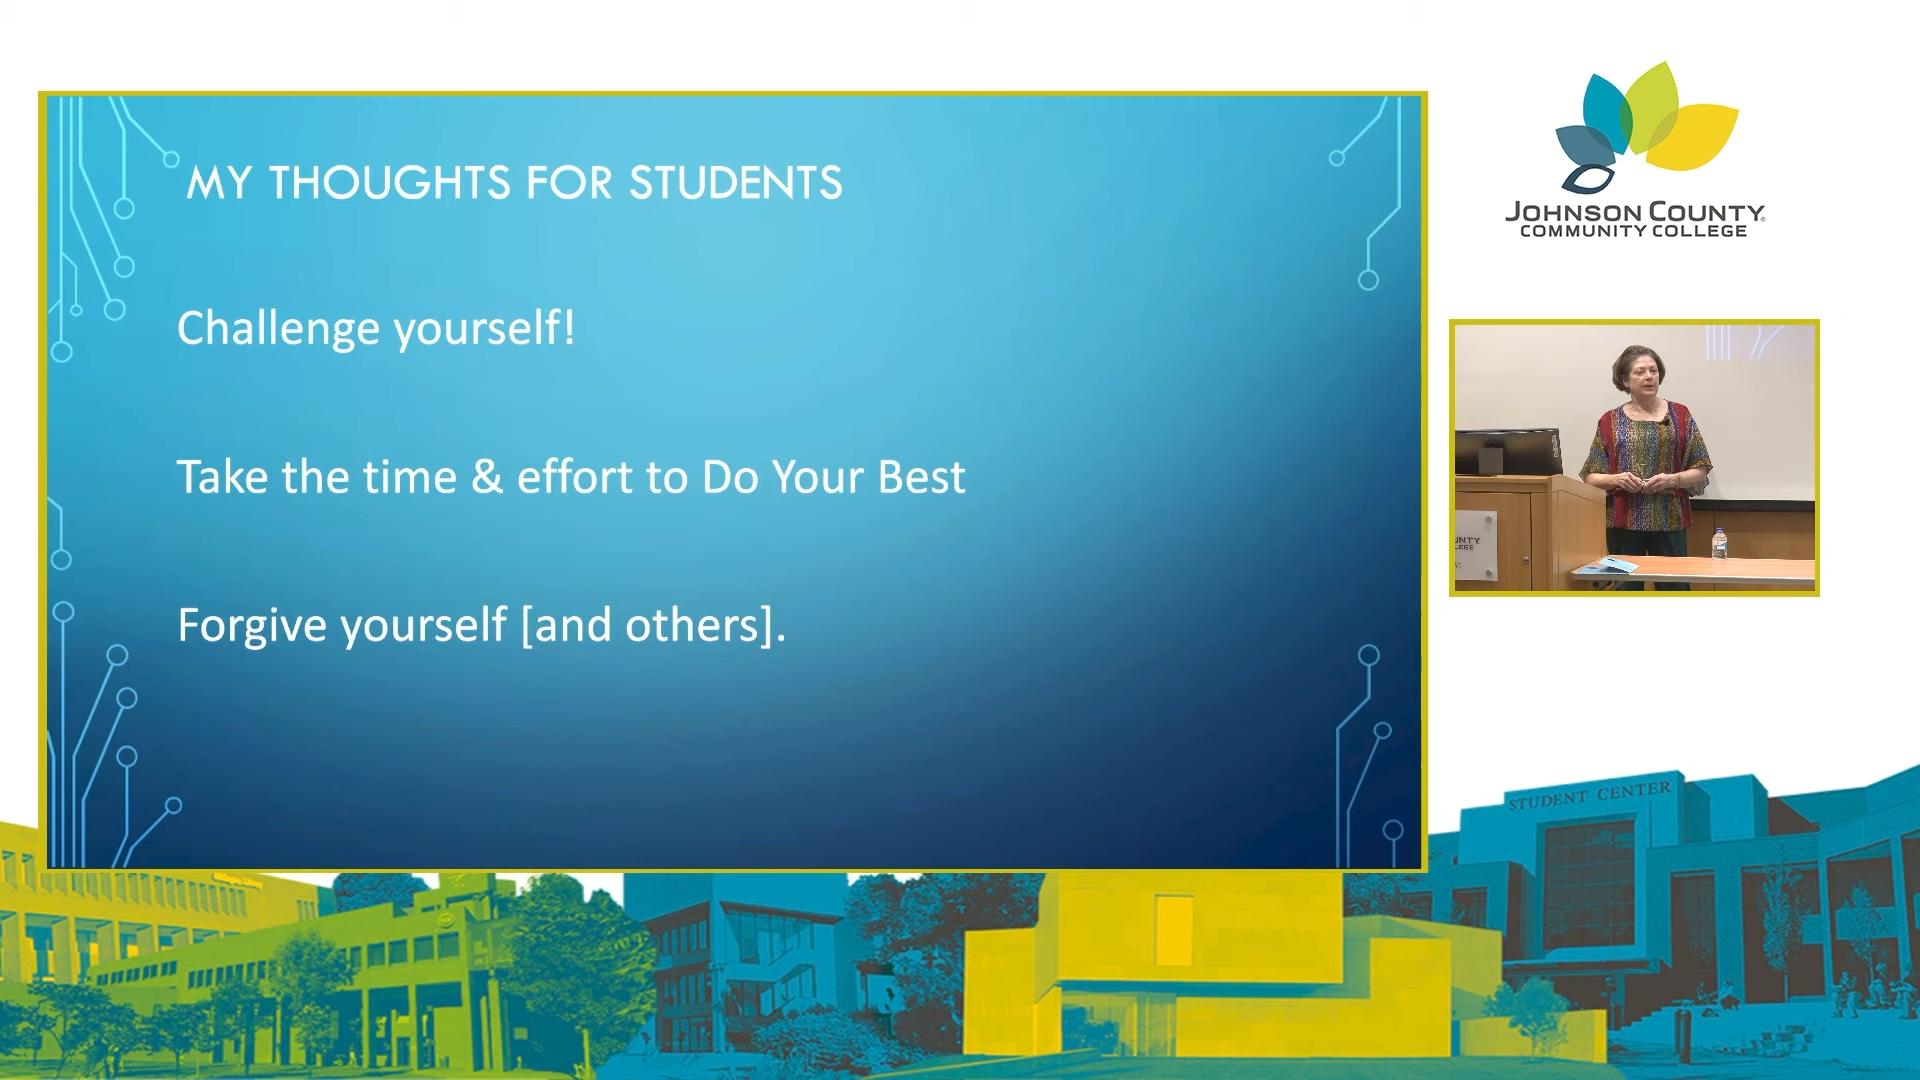 MY THOUGHTS FOR STUDENTS
Challenge yourself!
Take the time & effort to Do Your Best
Forgive yourself [and others].
JOHNSON COUNTY®
COMMUNITY COLLEGE
STUDENT CENTER